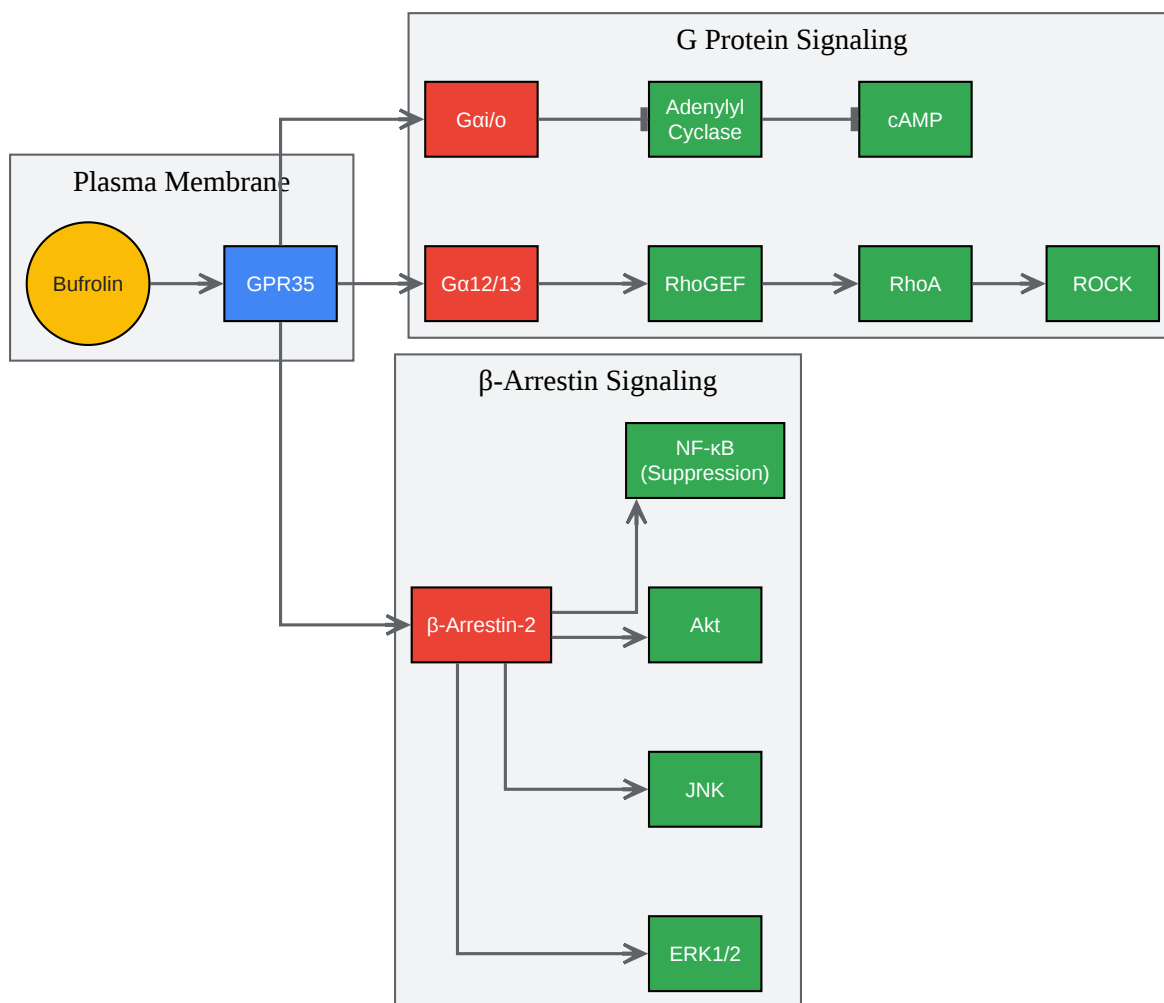 G Protein Signaling
Gαi/o
Adenylyl
Cyclase
cAMP
Plasma Membrane
Bufrolin
GPR35
Gα12/13
RhoGEF
RhoA
ROCK
β-Arrestin Signaling
NF-κB
(Suppression)
β-Arrestin-2
Akt
JNK
ERK1/2